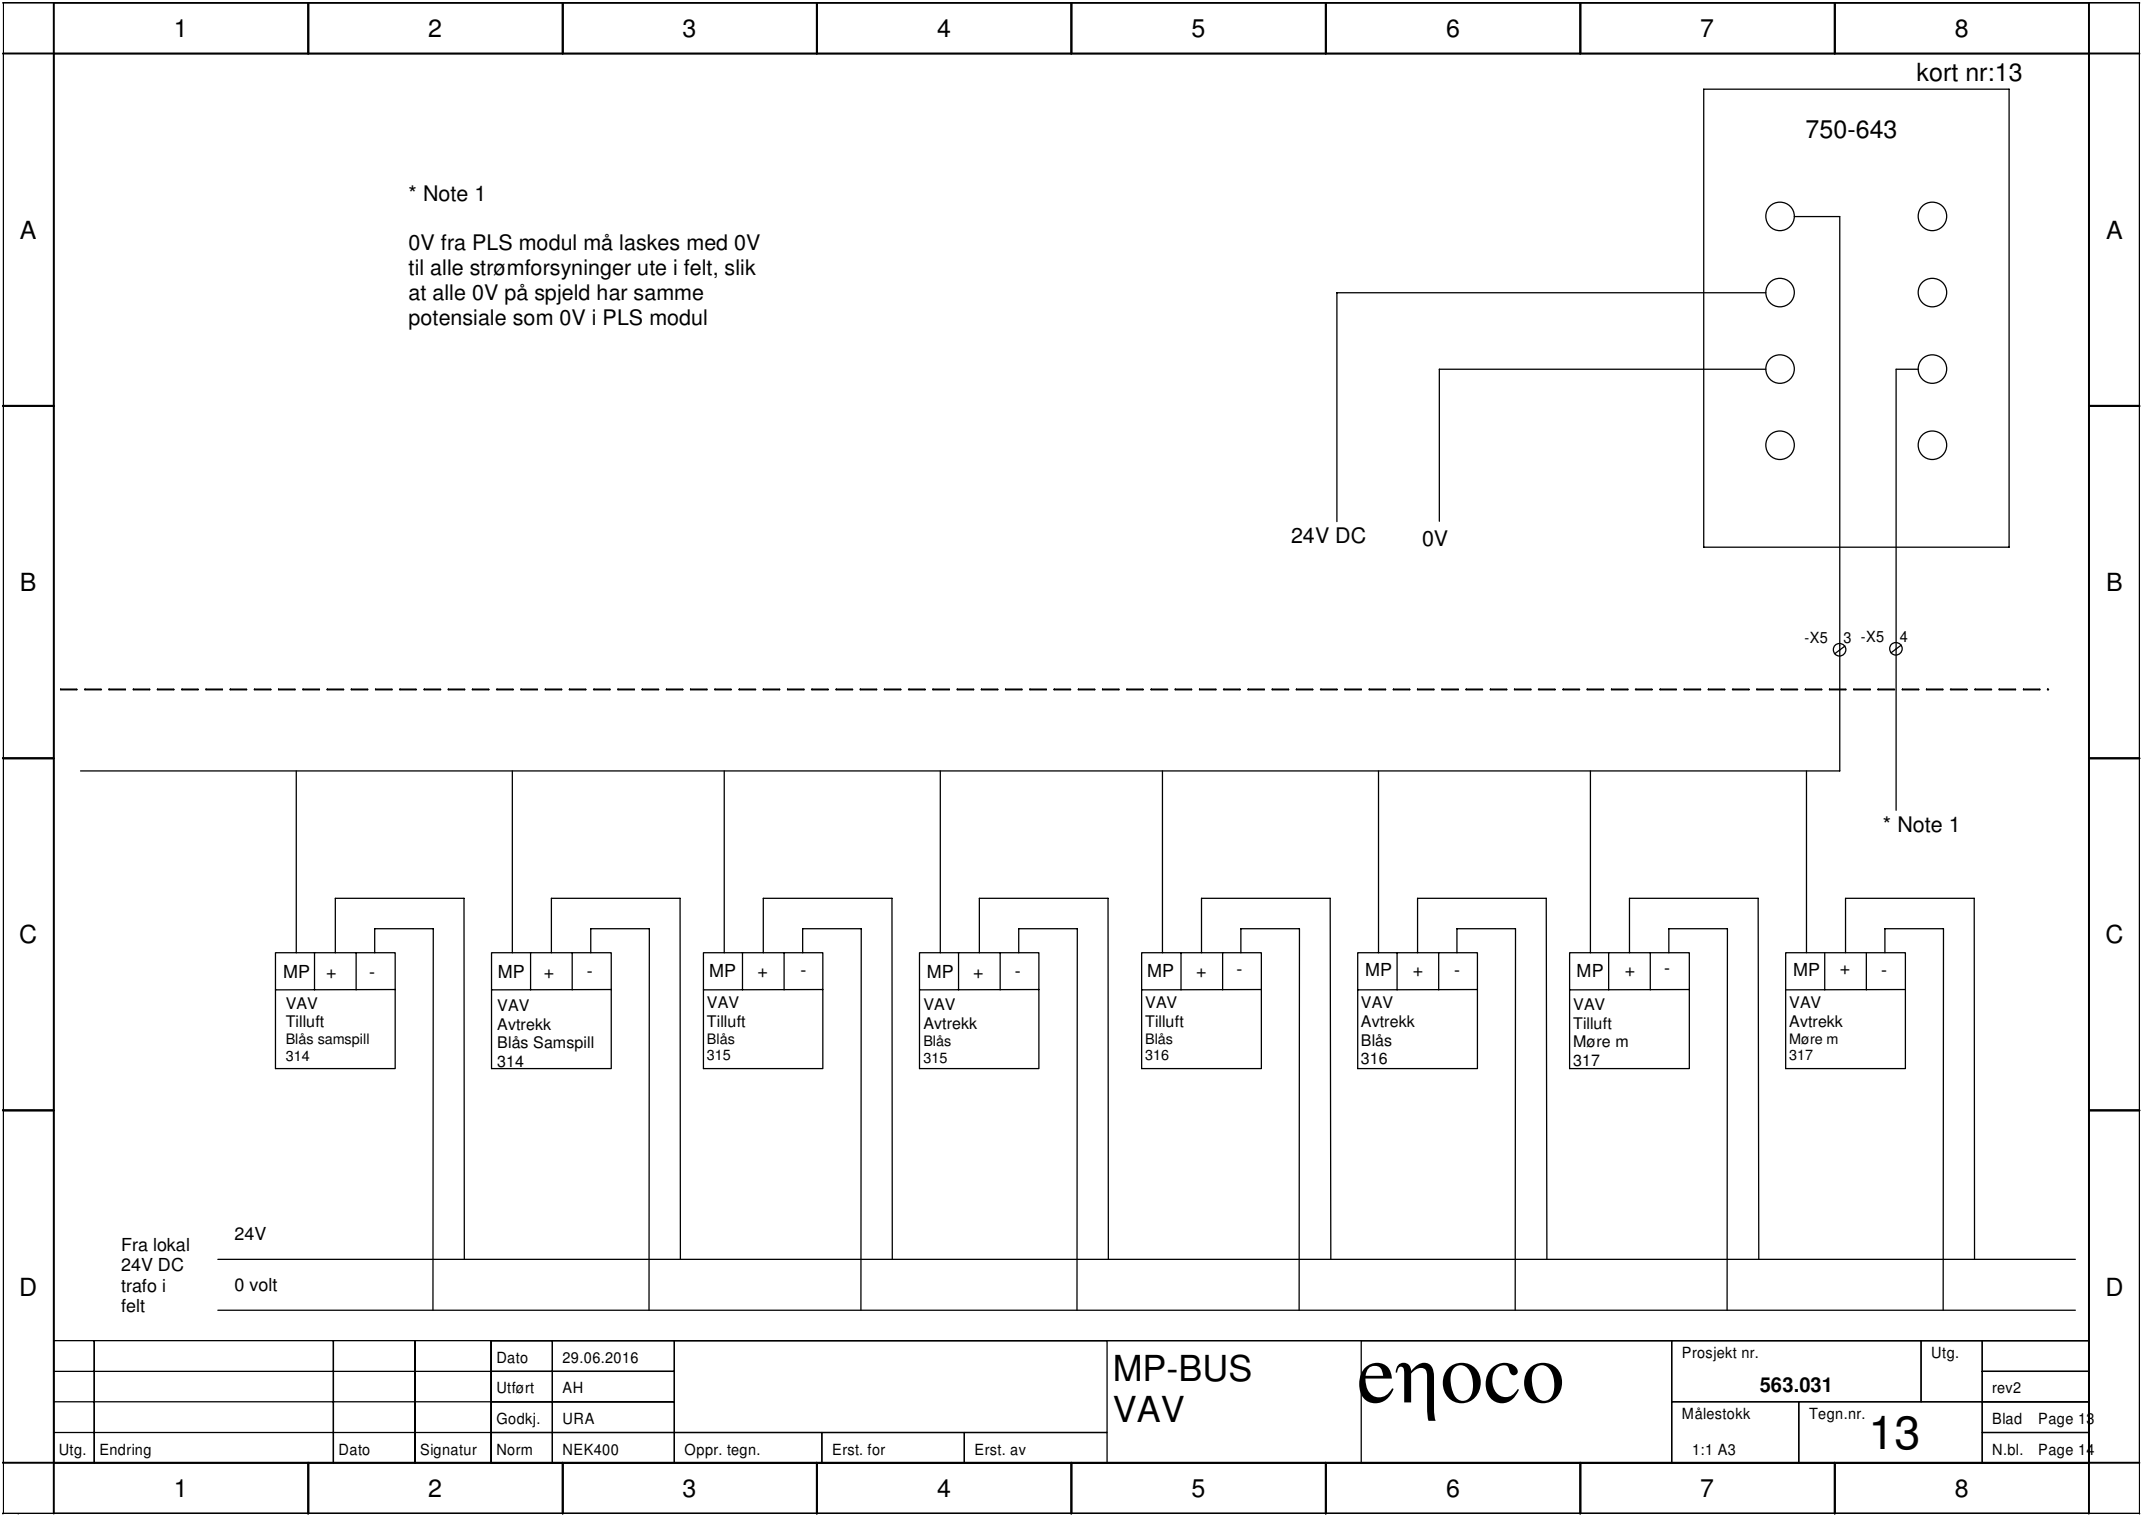 1 2 3 4 5 6 7 8
kort nr:13
750-643
* Note 1
0V fra PLS modul må laskes med 0V
til alle strømforsyninger ute i felt, slik
at alle 0V på spjeld har samme
potensiale som 0V i PLS modul
A A
24V DC 0V
B B
-X5 3 -X5 4
* Note 1
C C
MP + -
VAV
Tilluft
Blås samspill
314
MP + -
VAV
Avtrekk
Blås Samspill
314
MP + -
VAV
Tilluft
Blås
315
MP + -
VAV
Avtrekk
Blås
315
MP + -
VAV
Tilluft
Blås
316
MP + -
VAV
Avtrekk
Blås
316
MP + -
VAV
Tilluft
Møre m
317
MP + -
VAV
Avtrekk
Møre m
317
Fra lokal
24V DC
trafo i
felt
24V
0 volt
D D
Dato 29.06.2016
Utført AH
Godkj. URA
Utg. Endring Dato Signatur Norm NEK400 Oppr. tegn. Erst. for Erst. av
MP-BUS
VAV
enoco
Prosjekt nr.
563.031
Utg.
rev2
Målestokk
1:1 A3
Tegn.nr.
13
Blad Page 13
N.bl. Page 14
1 2 3 4 5 6 7 8